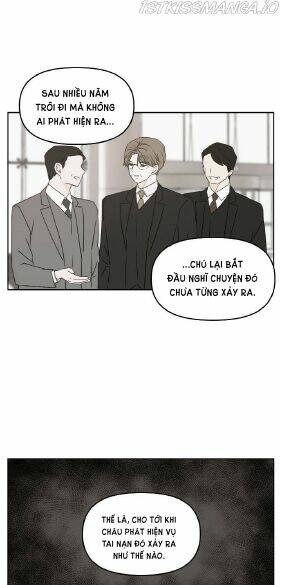 1STKISSMANGA.IO
SAU NHIỀU NĂM
TRÔI ĐI MÀ KHÔNG
AI PHÁT HIỆN RA...
...CHÚ LẠI BẮT
ĐẦU NGHĨ CHUYỆN ĐÓ
CHƯA TỪNG XẢY RA.
THẾ LÀ, CHO TỚI KHI
CHÁU PHÁT HIỆN VỤ
TAI NẠN ĐÓ XẢY RA
NHƯ THẾ NÀO.